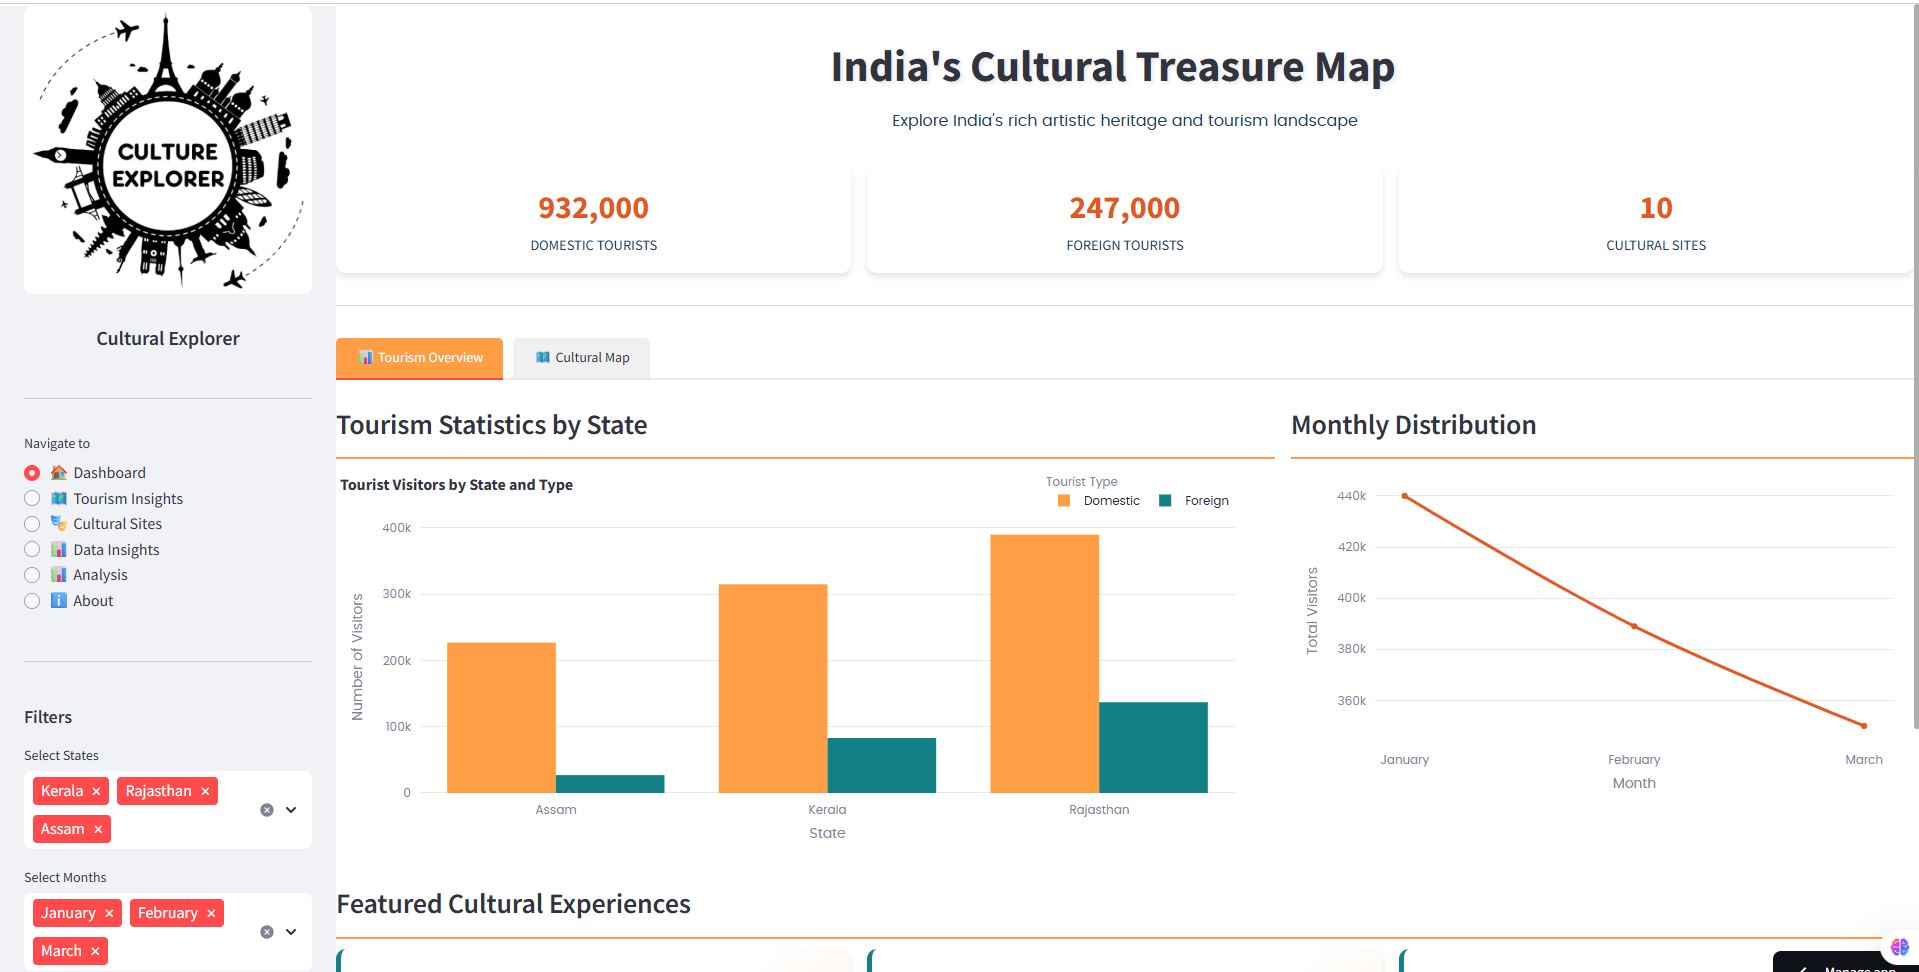 CULTURE
EXPLORER
Cultural Explorer
Navigate to
Dashboard
Tourism Insights
Cultural Sites
Data Insights
Analysis
About
Filters
Select States
Kerala × Rajasthan ×
Assam ×
Select Months
January × February ×
March ×
India's Cultural Treasure Map
Explore India's rich artistic heritage and tourism landscape
932,000
DOMESTIC TOURISTS
247,000
FOREIGN TOURISTS
10
CULTURAL SITES
Tourism Overview
Cultural Map
Tourism Statistics by State
Tourist Visitors by State and Type
Tourist Type
Domestic Foreign
Number of Visitors
400k
300k
200k
100k
0
Assam Kerala Rajasthan
State
Monthly Distribution
Total Visitors
440k
420k
400k
380k
360k
January February March
Month
Featured Cultural Experiences
Manage app